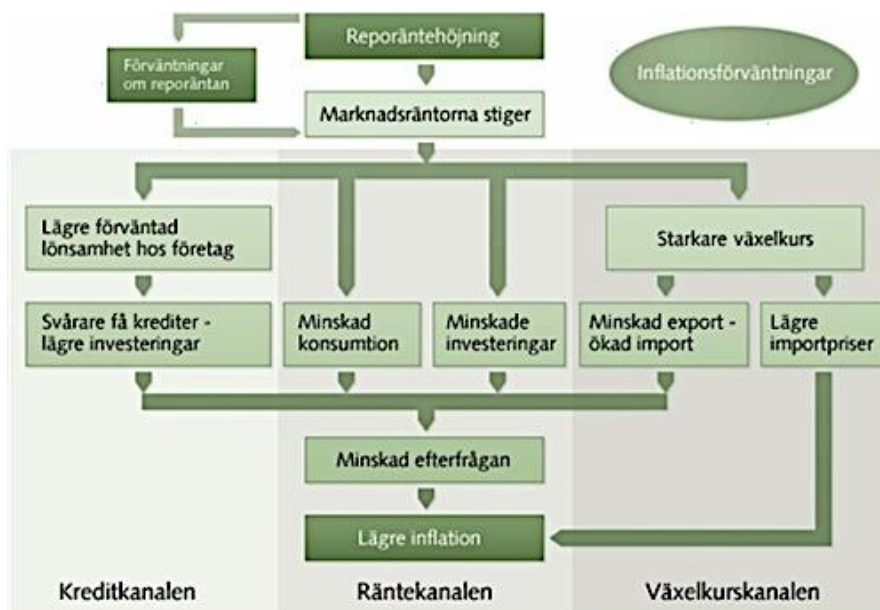 Reporäntehöjning
Förväntningar
om reporäntan
Inflationsförväntningar
Marknadsräntorna stiger
Lägre förväntad
lönsamhet hos företag
Starkare växelkurs
Svårare få krediter -
lägre investeringar
Minskad
konsumtion
Minskade
investeringar
Minskad export -
ökad import
Lägre
importpriser
Minskad efterfrågan
Lägre inflation
Kreditkanalen
Räntekanalen
Växelkurskanalen